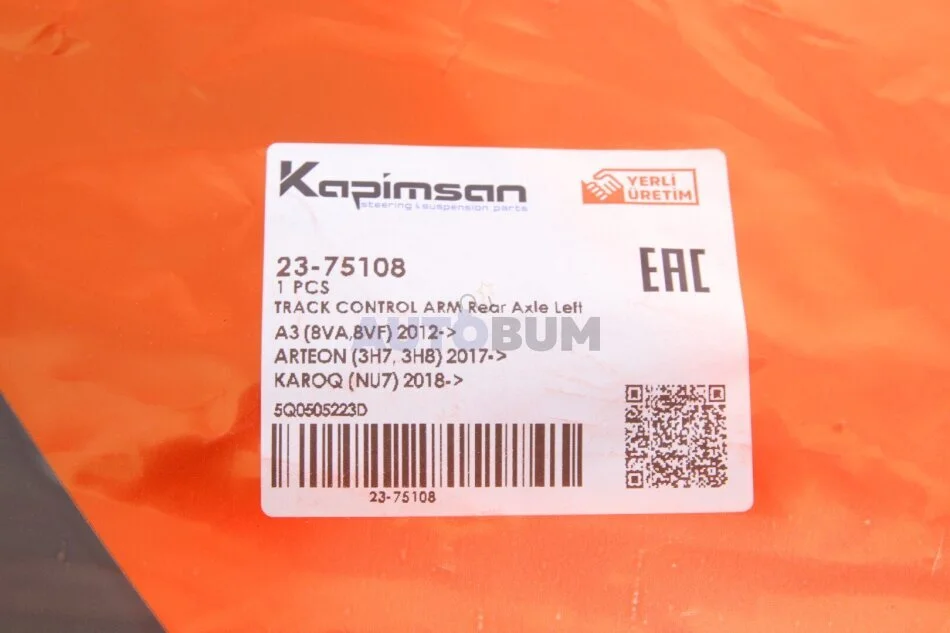 Kapimsan
steering & suspension parts
YERLİ
ÜRETİM
23-75108
1 PCS
EAC
TRACK CONTROL ARM Rear Axle Left
AUTOBUM
A3 (8VA,8VF) 2012->
ARTEON (3H7, 3H8) 2017->
KAROQ (NU7) 2018->
5Q0505223D
23-75108